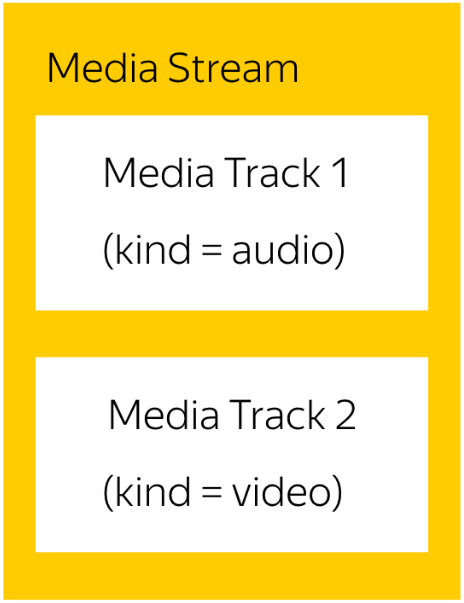 Media Stream
Media Track 1
(kind = audio)
Media Track 2
(kind = video)